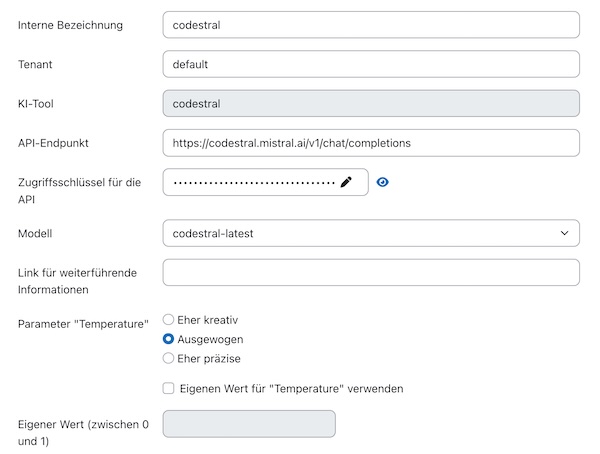 Interne Bezeichnung
codestral
Tenant
default
KI-Tool
codestral
API-Endpunkt
https://codestral.mistral.ai/v1/chat/completions
Zugriffsschlüssel für die
API
Modell
codestral-latest
Link für weiterführende
Informationen
Parameter "Temperature"
Eher kreativ
Ausgewogen
Eher präzise
Eigenen Wert für "Temperature" verwenden
Eigener Wert (zwischen 0
und 1)